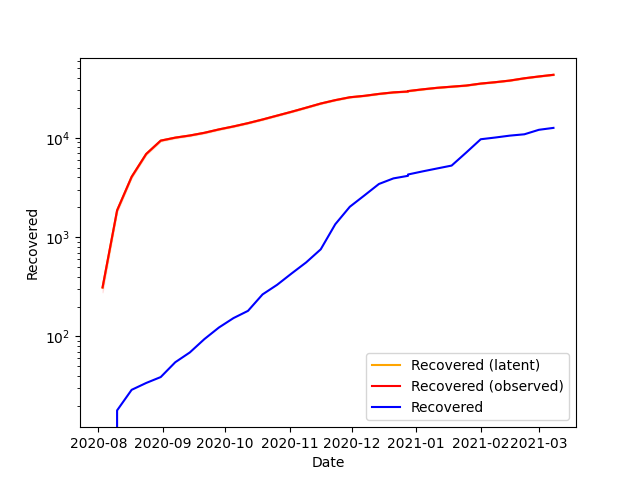 Recovered
10^4
10^3
10^2
Recovered (latent)
Recovered (observed)
Recovered
2020-08 2020-09 2020-10 2020-11 2020-12 2021-01 2021-02 2021-03
Date